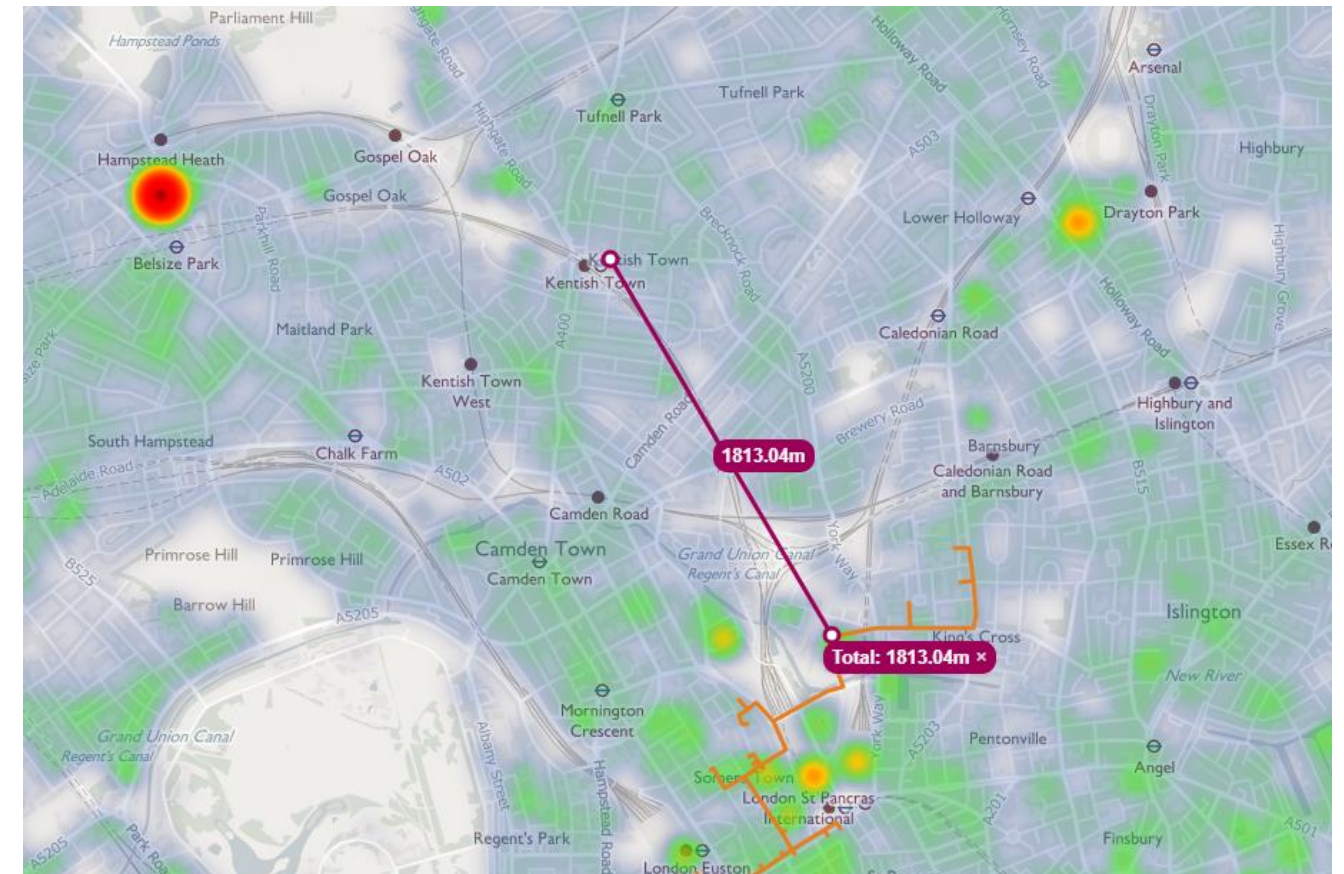 Parliament Hill
Hampstead Ponds
Highgate Road
Holloway Road
Hornsey Road
Arsenal
Tufnell Park
Tufnell Park
Drayton Park
Highgate Road
A503
Highbury
Hampstead Heath
Gospel Oak
Gospel Oak
Parkhill Road
Brecknock Road
Lower Holloway
Drayton Park
Belsize Park
Kentish Town
Kentish Town
Highbury Grove
Holloway Road
Maitland Park
A400
Caledonian Road
A5200
Kentish Town
West
Highbury and
Islington
Camden Road
Brewery Road
South Hampstead
Chalk Farm
1813.04m
Barnsbury
Adelaide Road
A502
Caledonian Road
and Barnsbury
B515
Camden Road
Essex
Primrose Hill
Primrose Hill
B525
Camden Town
Camden Town
Grand Union Canal
Regent's Canal
York Way
Barrow Hill
A5205
Islington
King's Cross
Total: 1813.04m ×
New River
Mornington
Crescent
Grand Union Canal
Regent's Canal
Albany Street
York Way
A5203
Pentonville
Angel
Somers Town
London St Pancras
International
Hampstead Road
A201
Regent's Park
Finsbury
A501
A5205
Park
London Euston